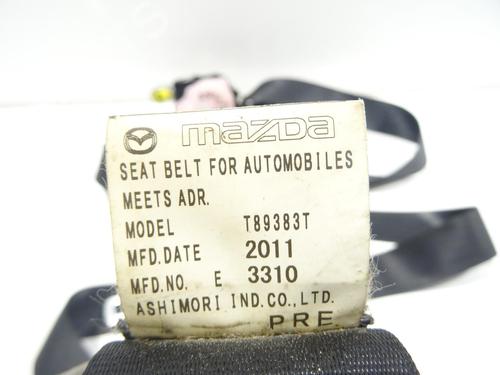 mazda
SEAT BELT FOR AUTOMOBILES
MEETS ADR.
MODEL T89383T
MFD.DATE 2011
MFD.NO. E 3310
ASHIMORI IND.CO.,LTD.
PRE